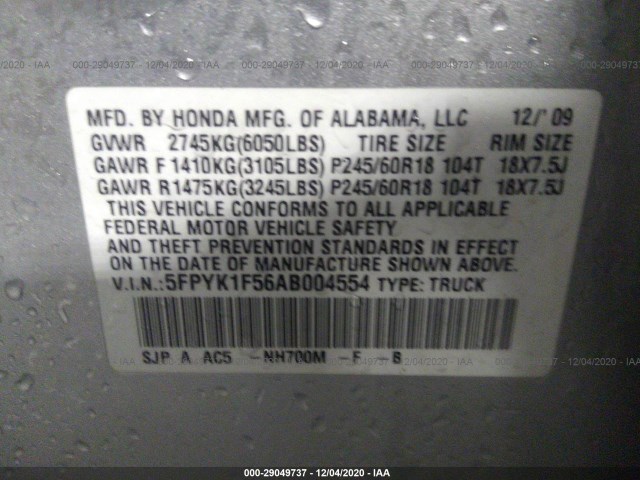 000-29049737 - 12/04/2020 - IAA
MFD. BY HONDA MFG. OF ALABAMA, LLC 12/'09
GVWR 2745KG(6050LBS) TIRE SIZE RIM SIZE
GAWR F 1410KG(3105LBS) P245/60R18 104T 18X7.5J
GAWR R1475KG(3245LBS) P245/60R18 104T 18X7.5J
THIS VEHICLE CONFORMS TO ALL APPLICABLE
FEDERAL MOTOR VEHICLE SAFETY
AND THEFT PREVENTION STANDARDS IN EFFECT
ON THE DATE OF MANUFACTURE SHOWN ABOVE.
V.I.N.:5FPYK1F56AB004554 TYPE: TRUCK
SJP A AC5 -NH700M -F -B
000-29049737 - 12/04/2020 - IAA